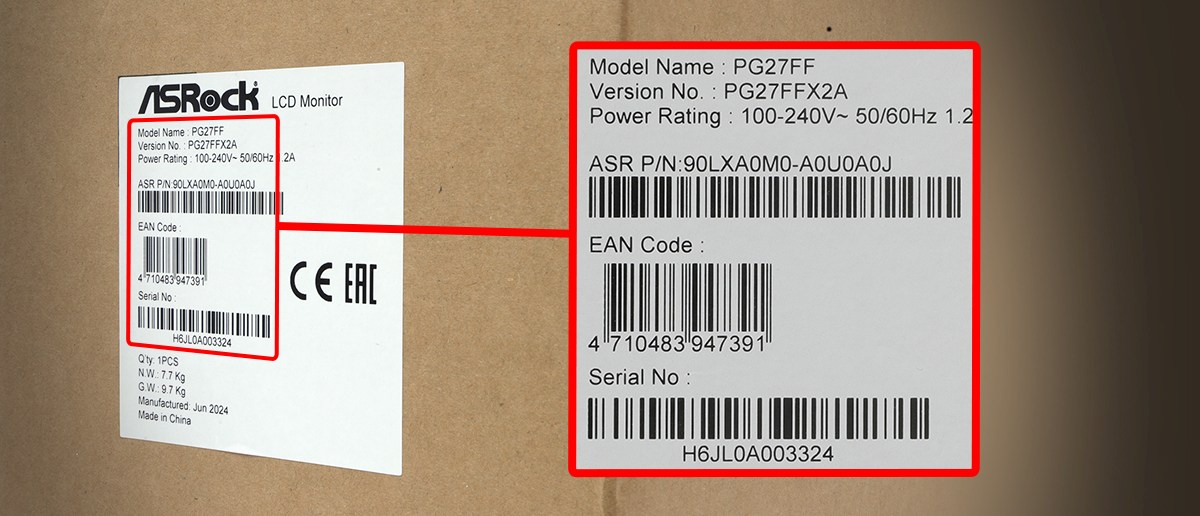 ASRock LCD Monitor
Model Name : PG27FF
Version No. : PG27FFX2A
Power Rating : 100-240V~ 50/60Hz 1.2A
ASR P/N:90LXA0M0-A0U0A0J
EAN Code :
4 710483 947391
Serial No :
H6JL0A003324
CE EAC
Q'ty: 1PCS
N.W.: 7.7 Kg
G.W.: 9.7 Kg
Manufactured: Jun 2024
Made in China
Model Name : PG27FF
Version No. : PG27FFX2A
Power Rating : 100-240V~ 50/60Hz 1.2
ASR P/N:90LXA0M0-A0U0A0J
EAN Code :
4 710483 947391
Serial No :
H6JL0A003324